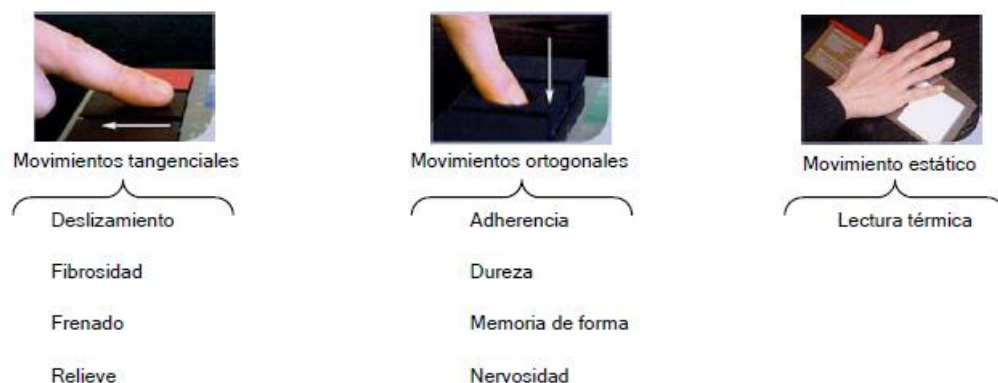 Movimientos tangenciales
Deslizamiento
Fibrosidad
Frenado
Relieve
Movimientos ortogonales
Adherencia
Dureza
Memoria de forma
Nervosidad
Movimiento estático
Lectura térmica